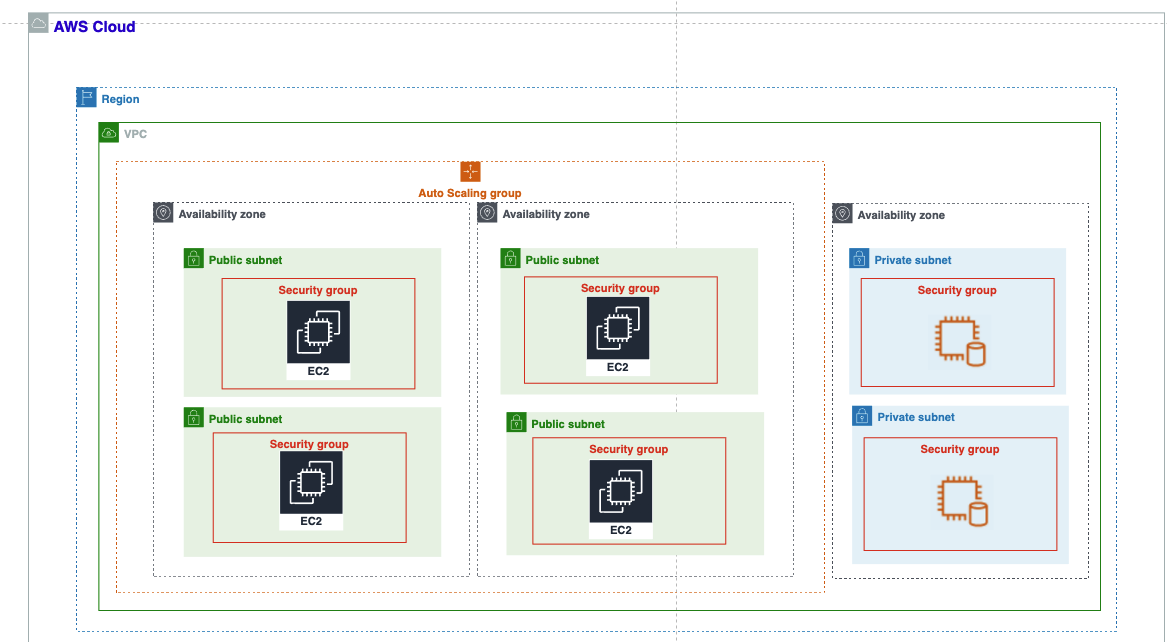 AWS Cloud
Region
VPC
Auto Scaling group
Availability zone
Public subnet
Security group
EC2
Public subnet
Security group
EC2
Availability zone
Public subnet
Security group
EC2
Public subnet
Security group
EC2
Availability zone
Private subnet
Security group
Private subnet
Security group